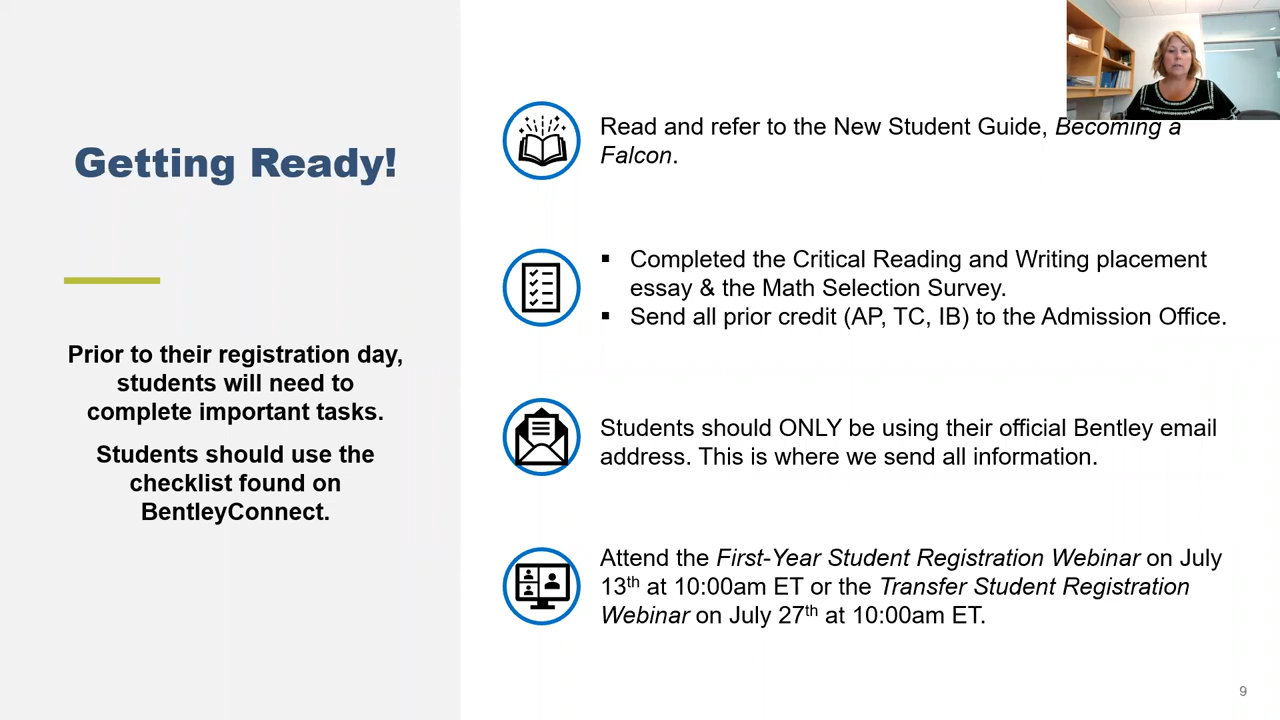 Getting Ready!
Prior to their registration day,
students will need to
complete important tasks.
Students should use the
checklist found on
BentleyConnect.
Read and refer to the New Student Guide, Becoming a
Falcon.
▪ Completed the Critical Reading and Writing placement
essay & the Math Selection Survey.
▪ Send all prior credit (AP, TC, IB) to the Admission Office.
Students should ONLY be using their official Bentley email
address. This is where we send all information.
Attend the First-Year Student Registration Webinar on July
13th at 10:00am ET or the Transfer Student Registration
Webinar on July 27th at 10:00am ET.
9